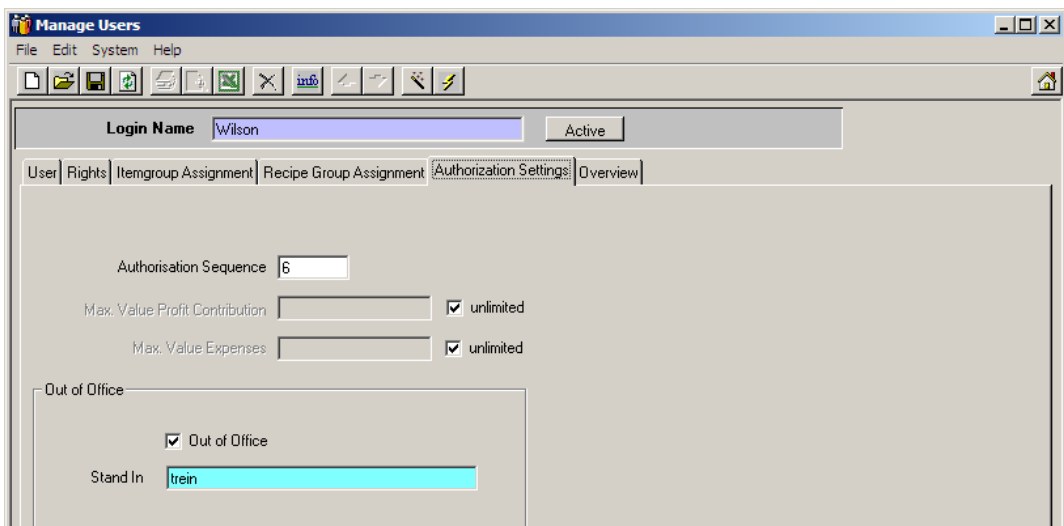 Manage Users
File Edit System Help
info
Login Name Wilson Active
User Rights Itemgroup Assignment Recipe Group Assignment Authorization Settings Overview
Authorisation Sequence 6
Max. Value Profit Contribution unlimited
Max. Value Expenses unlimited
Out of Office
Out of Office
Stand In trein